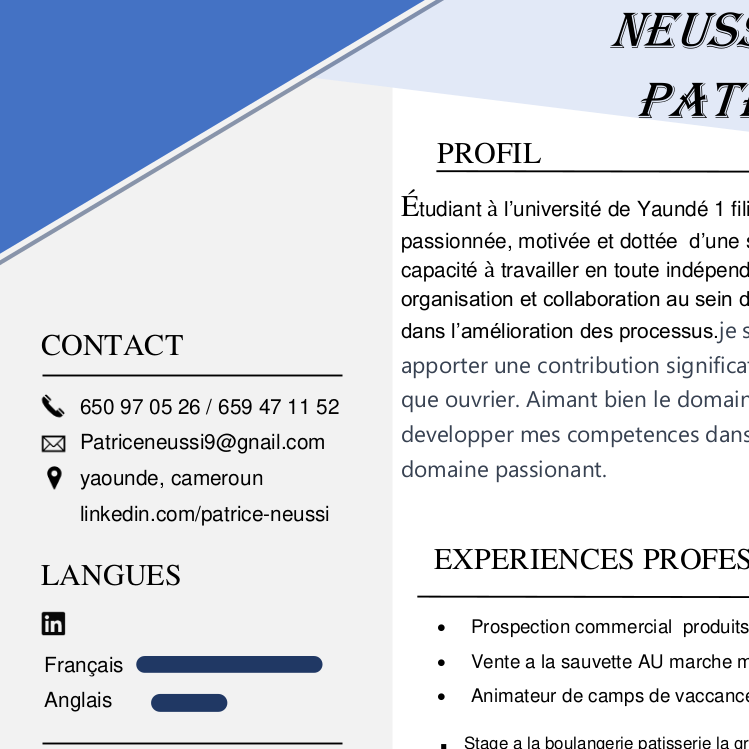 NEUSS
PAT
PROFIL
Étudiant à l’université de Yaundé 1 fili
passionnée, motivée et dottée d’une s
capacité à travailler en toute indépend
organisation et collaboration au sein d
dans l’amélioration des processus.je s
apporter une contribution significat
que ouvrier. Aimant bien le domain
developper mes competences dans
domaine passionant.
CONTACT
650 97 05 26 / 659 47 11 52
Patriceneussi9@gnail.com
yaounde, cameroun
linkedin.com/patrice-neussi
LANGUES
in
Français
Anglais
EXPERIENCES PROFES
• Prospection commercial produits
• Vente a la sauvette AU marche m
• Animateur de camps de vaccance
▪ Stage a la boulangerie patisserie la gr